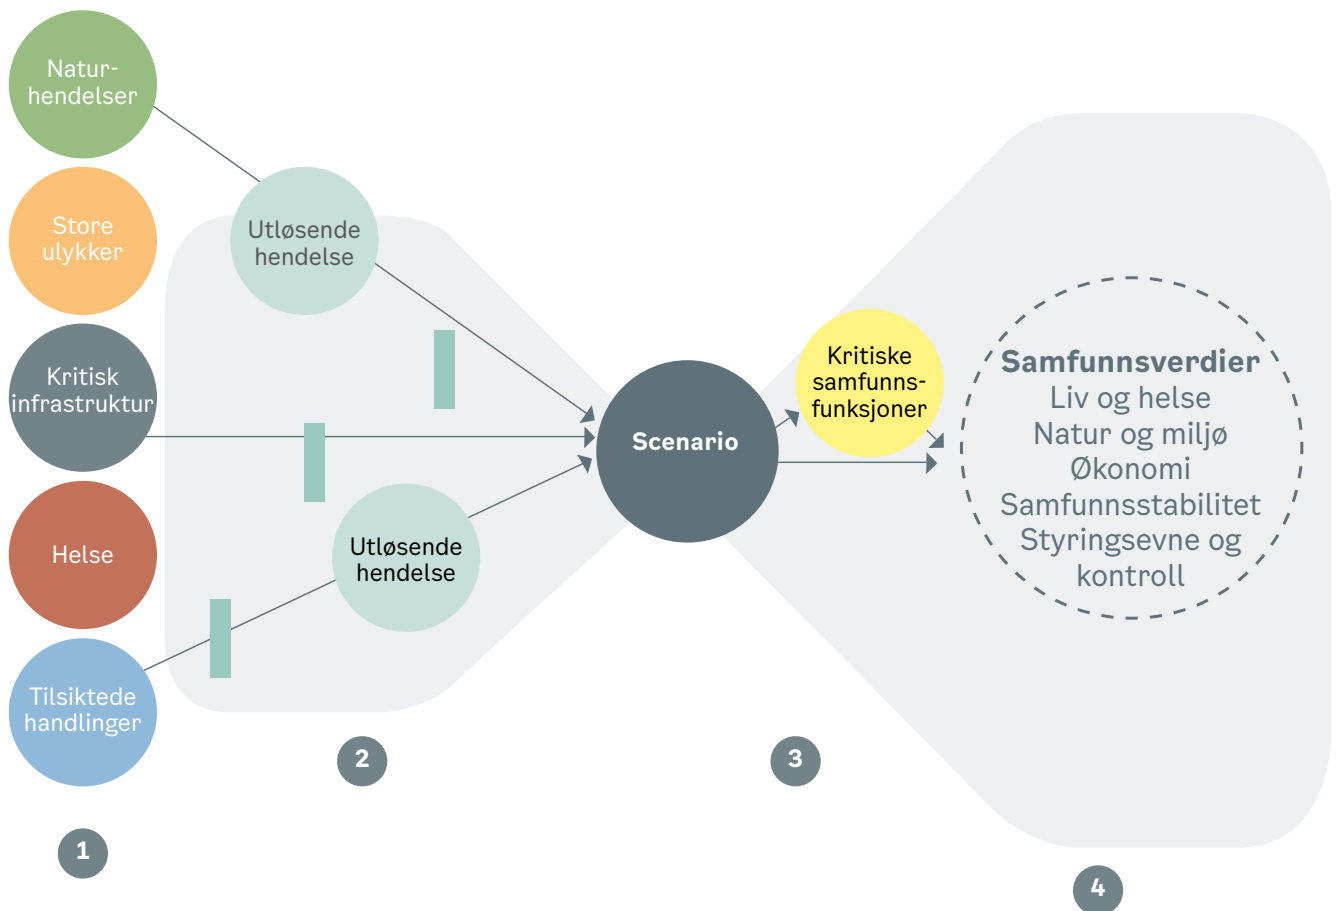 Natur-
hendelser
Store
ulykker
Kritisk
infrastruktur
Helse
Tilsiktede
handlinger
1
Utløsende
hendelse
Utløsende
hendelse
2
Scenario
Kritiske
samfunns-
funksjoner
3
Samfunnsverdier
Liv og helse
Natur og miljø
Økonomi
Samfunnsstabilitet
Styringsevne og
kontroll
4